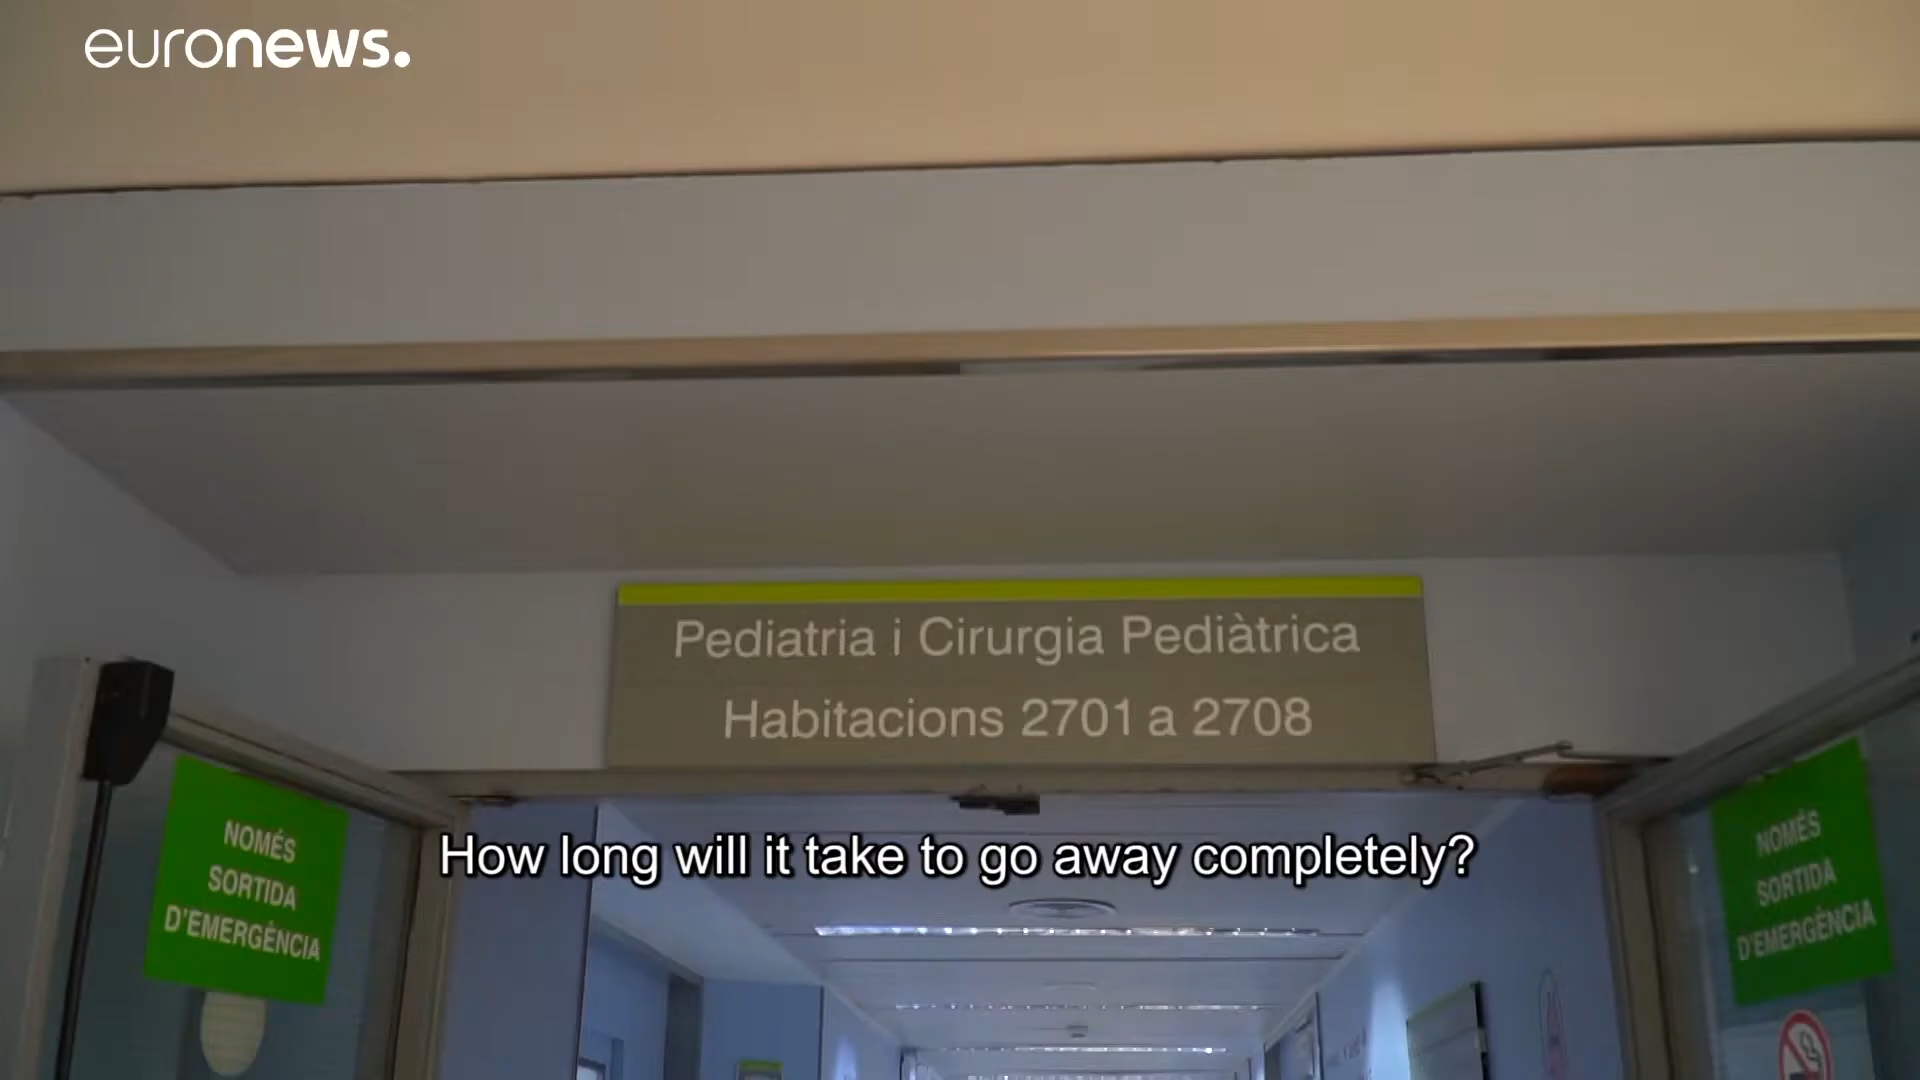 euronews.
Pediatria i Cirurgia Pediàtrica
Habitacions 2701 a 2708
NOMÉS
SORTIDA
D'EMERGÈNCIA
How long will it take to go away completely?
NOMÉS
SORTIDA
D'EMERGÈNCIA